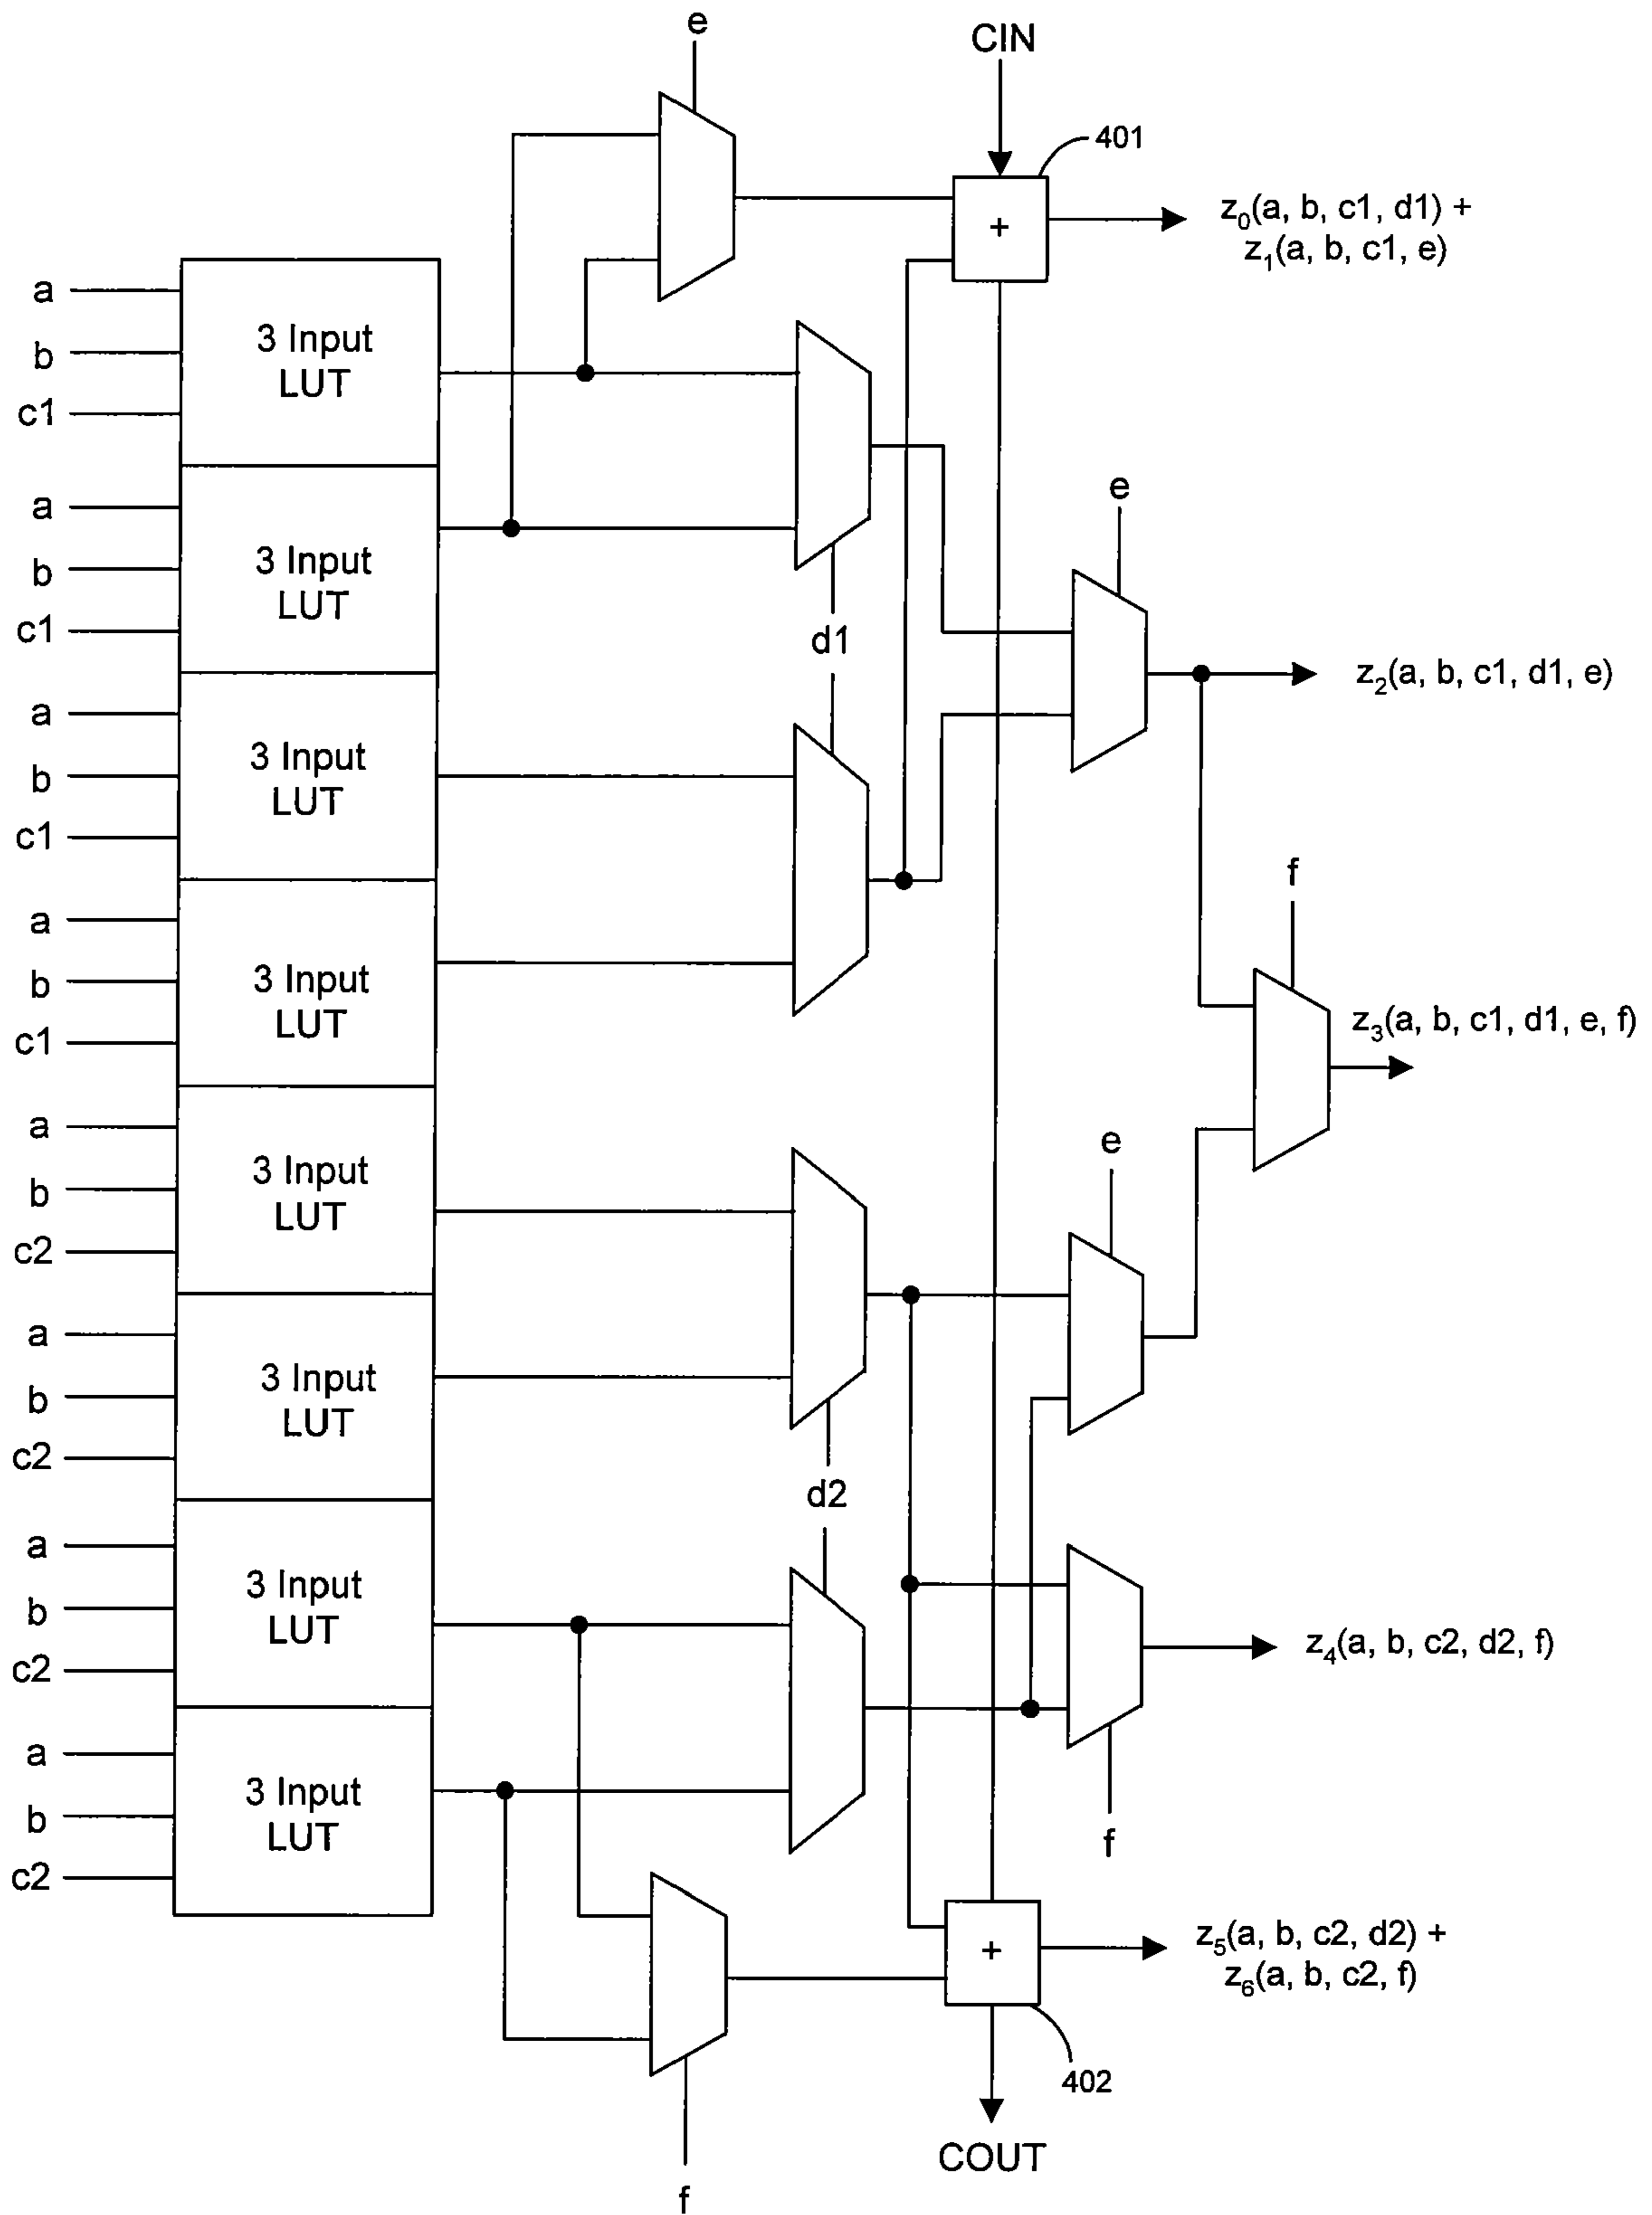 e
CIN
401
z0(a, b, c1, d1) +
z1(a, b, c1, e)
a
b
c1
3 Input
LUT
a
b
c1
3 Input
LUT
d1
e
z2(a, b, c1, d1, e)
a
b
c1
3 Input
LUT
f
a
b
c1
3 Input
LUT
z3(a, b, c1, d1, e, f)
a
b
c2
3 Input
LUT
e
a
b
c2
3 Input
LUT
d2
a
b
c2
3 Input
LUT
z4(a, b, c2, d2, f)
a
b
c2
3 Input
LUT
f
z5(a, b, c2, d2) +
z6(a, b, c2, f)
402
COUT
f